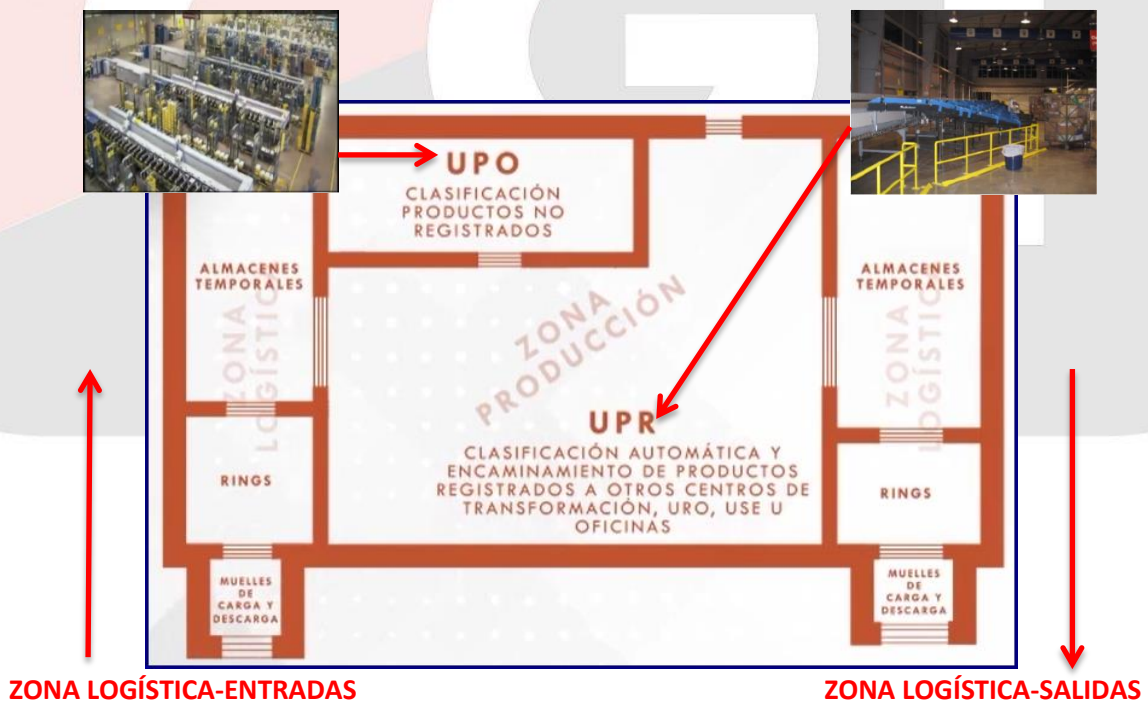 UPO
CLASIFICACIÓN
PRODUCTOS NO
REGISTRADOS
ALMACENES
TEMPORALES
ZONA
LOGÍSTIC
RINGS
MUELLES
DE
CARGA Y
DESCARGA
ZONA
PRODUCCIÓN
UPR
CLASIFICACIÓN AUTOMÁTICA Y
ENCAMINAMIENTO DE PRODUCTOS
REGISTRADOS A OTROS CENTROS DE
TRANSFORMACIÓN, URO, USE U
OFICINAS
ALMACENES
TEMPORALES
ZONA
LOGÍSTIC
RINGS
MUELLES
DE
CARGA Y
DESCARGA
ZONA LOGÍSTICA-ENTRADAS
ZONA LOGÍSTICA-SALIDAS